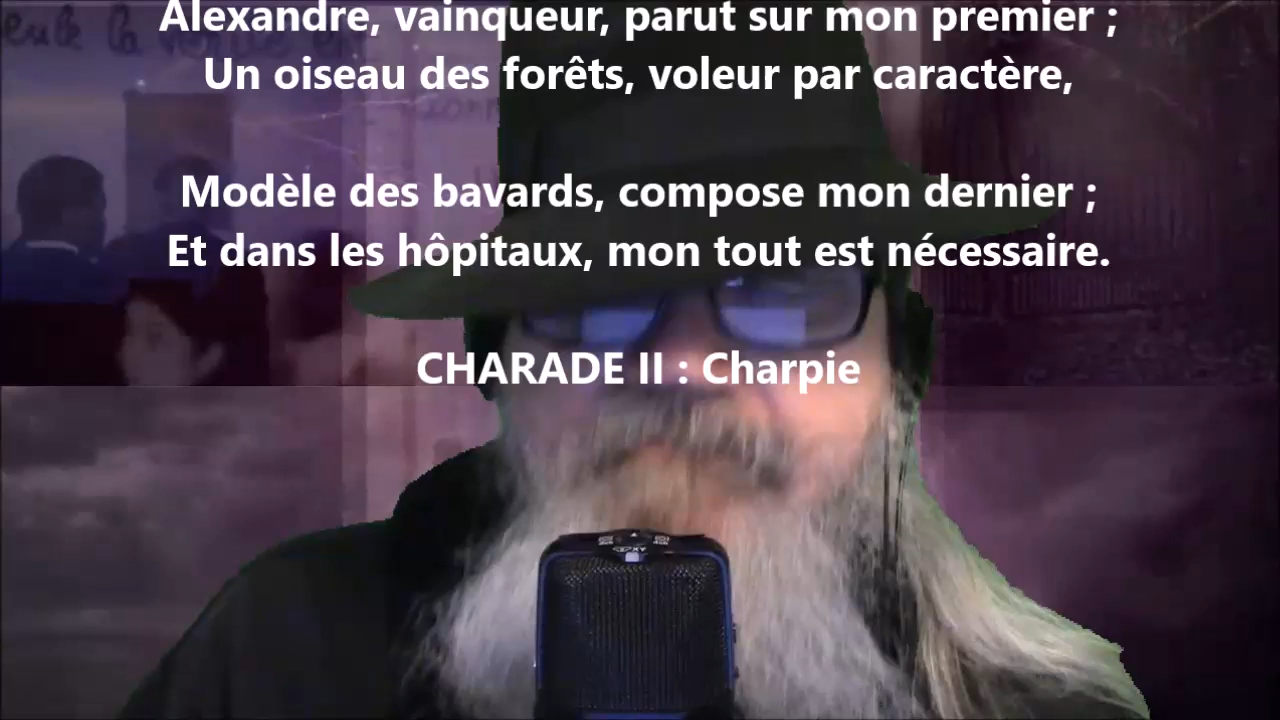 Alexandre, vainqueur, parut sur mon premier ;
Un oiseau des forêts, voleur par caractère,
Modèle des bavards, compose mon dernier ;
Et dans les hôpitaux, mon tout est nécessaire.
CHARADE II : Charpie
XY